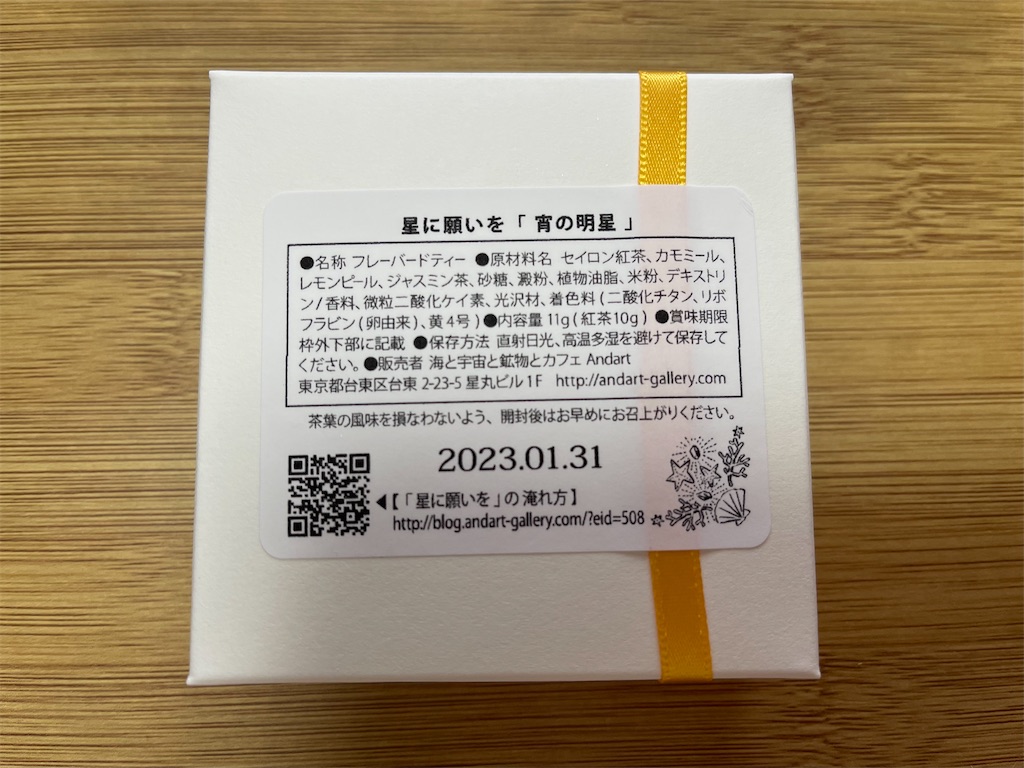 星に願いを「 宵の明星 」
●名称 フレーバードティー ●原材料名 セイロン紅茶、カモミール、
レモンピール、ジャスミン茶、砂糖、澱粉、植物油脂、米粉、デキストリ
ン / 香料、微粒二酸化ケイ素、光沢材、着色料 ( 二酸化チタン、リボ
フラビン ( 卵由来 )、黄 4 号 ) ●内容量 11g ( 紅茶10g ) ●賞味期限
枠外下部に記載 ●保存方法 直射日光、高温多湿を避けて保存して
ください。●販売者 海と宇宙と鉱物とカフェ Andart
東京都台東区台東 2-23-5 星丸ビル 1F http://andart-gallery.com
茶葉の風味を損なわないよう、開封後はお早めにお召上がりください。
2023.01.31
◀【「 星に願いを 」の 淹れ方 】
http://blog.andart-gallery.com/?eid=508